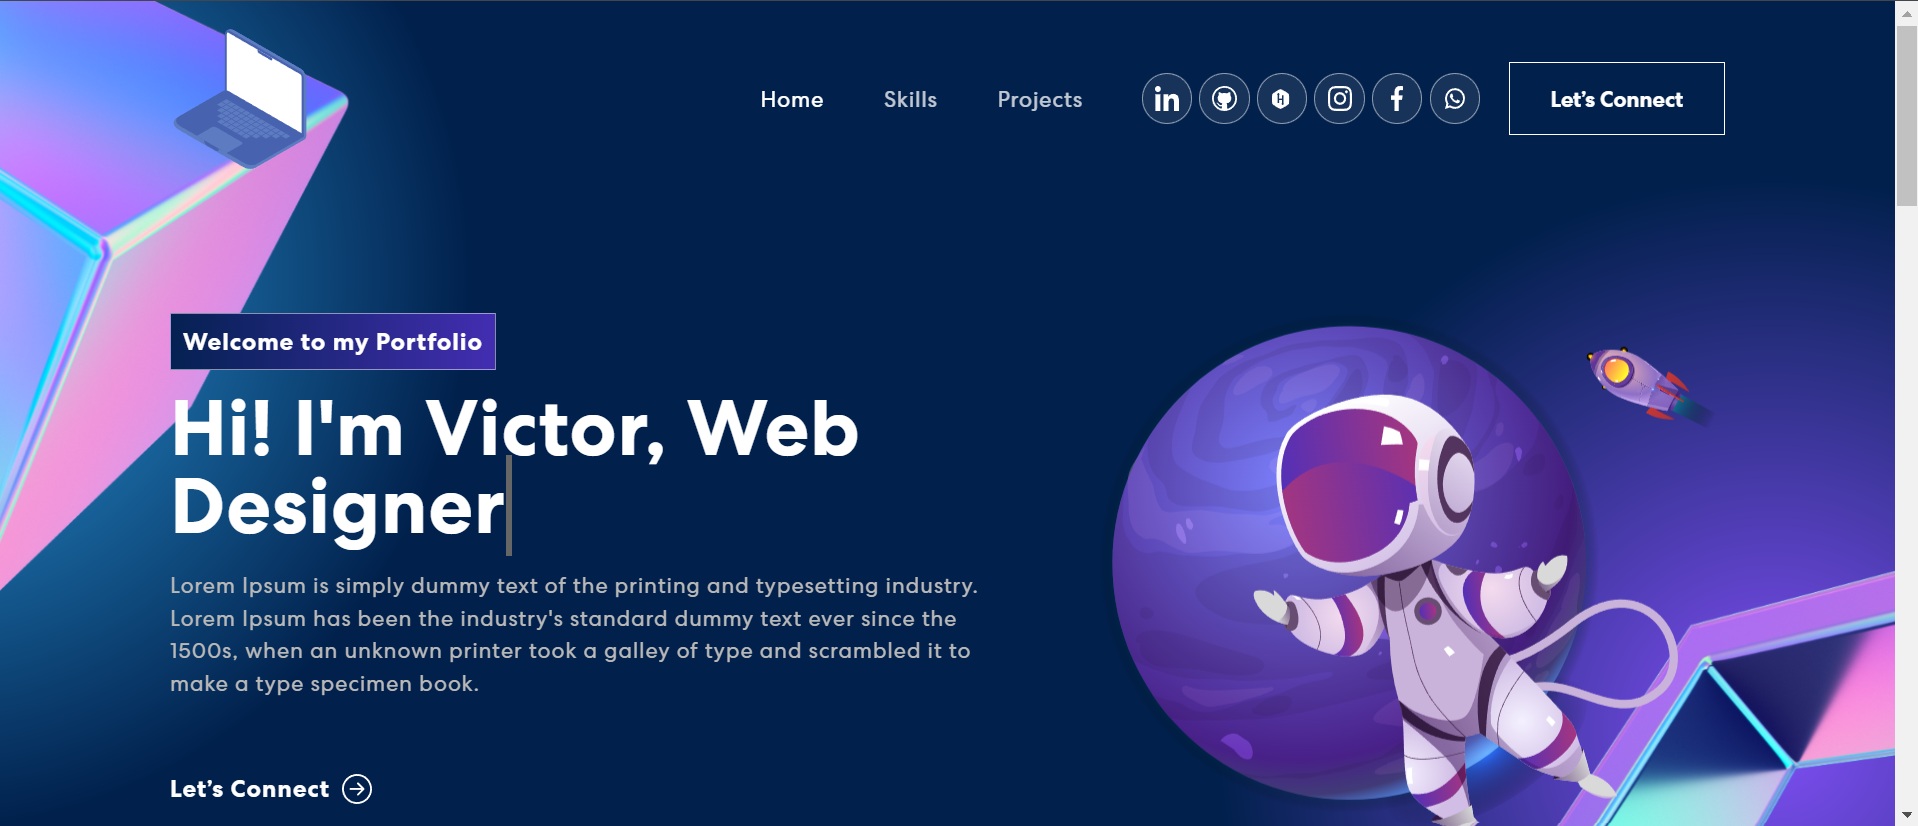 Home Skills Projects Let's Connect
Welcome to my Portfolio
Hi! I'm Victor, Web
Designer
Lorem Ipsum is simply dummy text of the printing and typesetting industry.
Lorem Ipsum has been the industry's standard dummy text ever since the
1500s, when an unknown printer took a galley of type and scrambled it to
make a type specimen book.
Let's Connect